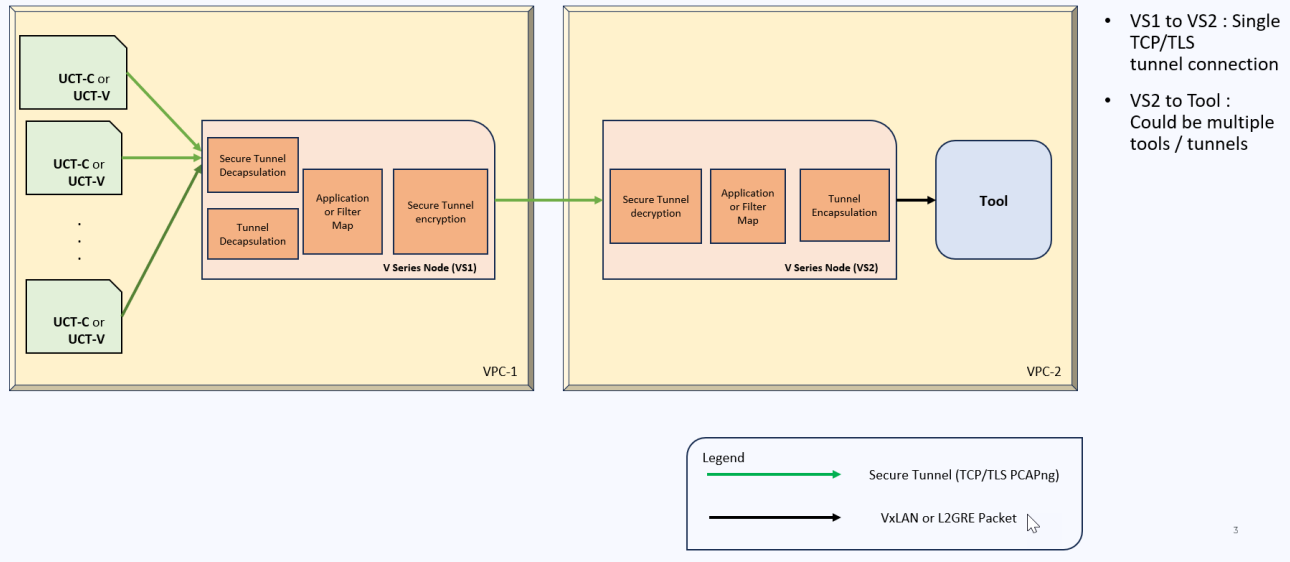 UCT-C or
UCT-V
UCT-C or
UCT-V
.
.
.
UCT-C or
UCT-V
Secure Tunnel
Decapsulation
Tunnel
Decapsulation
Application
or Filter
Map
Secure Tunnel
encryption
V Series Node (VS1)
VPC-1
Secure Tunnel
decryption
Application
or Filter
Map
Tunnel
Encapsulation
V Series Node (VS2)
Tool
VPC-2
• VS1 to VS2 : Single
TCP/TLS
tunnel connection
• VS2 to Tool :
Could be multiple
tools / tunnels
Legend
Secure Tunnel (TCP/TLS PCAPng)
VxLAN or L2GRE Packet
3